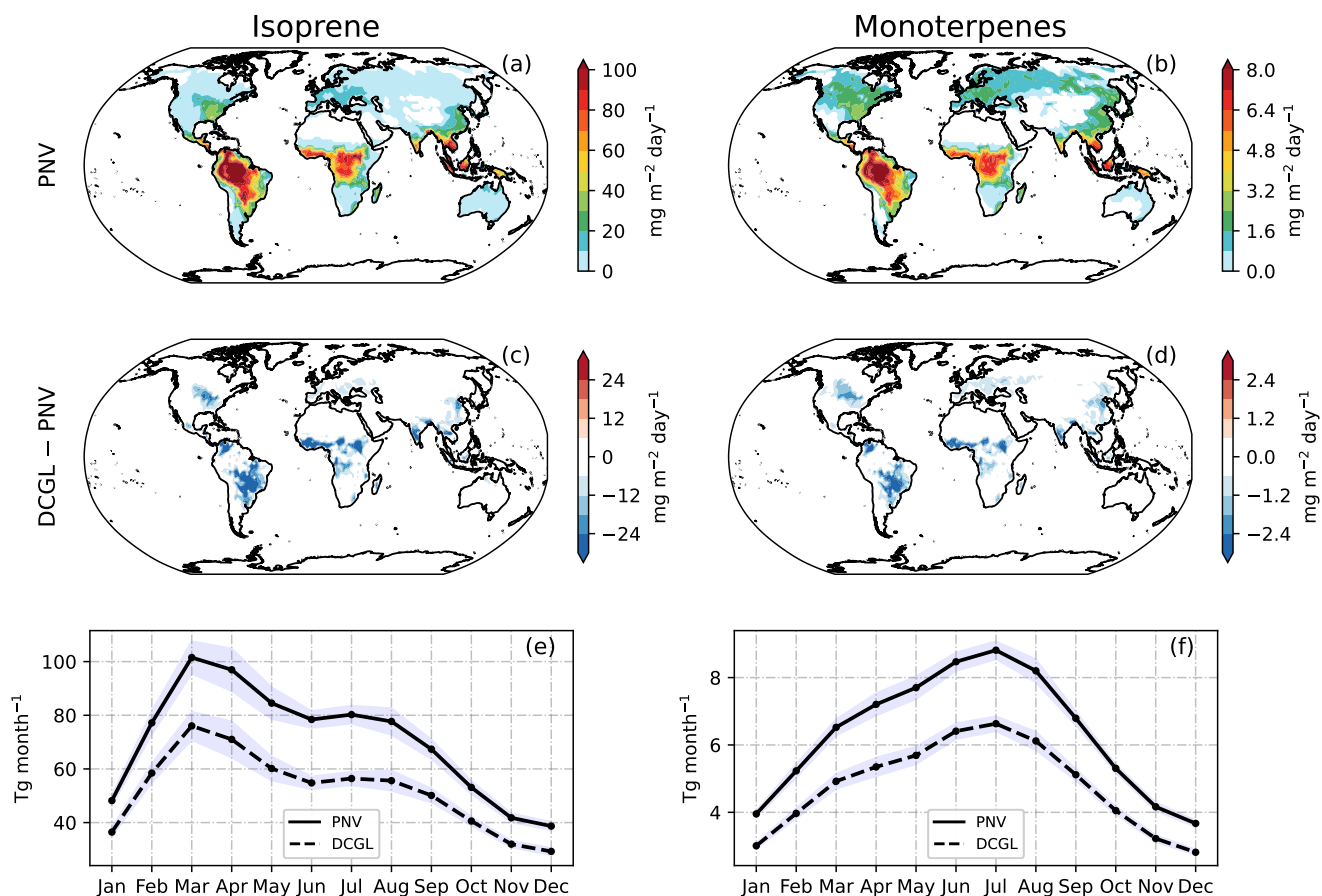 Isoprene
Monoterpenes
PNV
(a)
100
80
60
40
20
0
mg m⁻² day⁻¹
(b)
8.0
6.4
4.8
3.2
1.6
0.0
mg m⁻² day⁻¹
DCGL − PNV
(c)
24
12
0
−12
−24
mg m⁻² day⁻¹
(d)
2.4
1.2
0.0
−1.2
−2.4
mg m⁻² day⁻¹
(e)
Tg month⁻¹
100
80
60
40
PNV
DCGL
Jan Feb Mar Apr May Jun Jul Aug Sep Oct Nov Dec
(f)
Tg month⁻¹
8
6
4
PNV
DCGL
Jan Feb Mar Apr May Jun Jul Aug Sep Oct Nov Dec